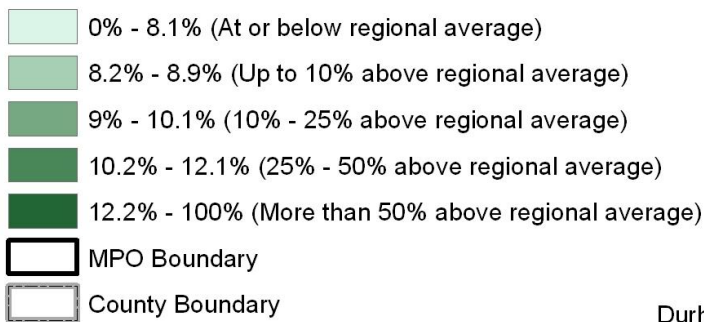 0% - 8.1% (At or below regional average)
8.2% - 8.9% (Up to 10% above regional average)
9% - 10.1% (10% - 25% above regional average)
10.2% - 12.1% (25% - 50% above regional average)
12.2% - 100% (More than 50% above regional average)
MPO Boundary
County Boundary
Durh